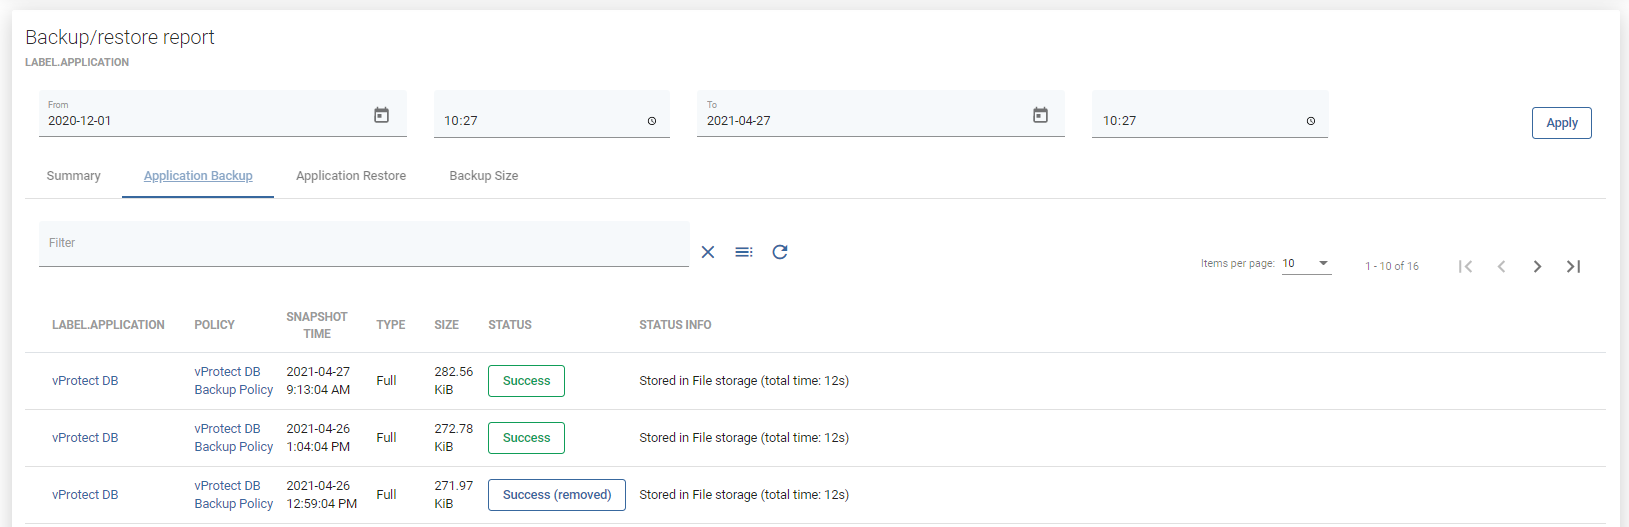 Backup/restore report
LABEL.APPLICATION
From
2020-12-01
10:27
To
2021-04-27
10:27
Apply
Summary
Application Backup
Application Restore
Backup Size
Filter
Items per page: 10
1 - 10 of 16
LABEL.APPLICATION
POLICY
SNAPSHOT
TIME
TYPE
SIZE
STATUS
STATUS INFO
vProtect DB
vProtect DB
Backup Policy
2021-04-27
9:13:04 AM
Full
282.56
KiB
Success
Stored in File storage (total time: 12s)
vProtect DB
vProtect DB
Backup Policy
2021-04-26
1:04:04 PM
Full
272.78
KiB
Success
Stored in File storage (total time: 12s)
vProtect DB
vProtect DB
Backup Policy
2021-04-26
12:59:04 PM
Full
271.97
KiB
Success (removed)
Stored in File storage (total time: 12s)